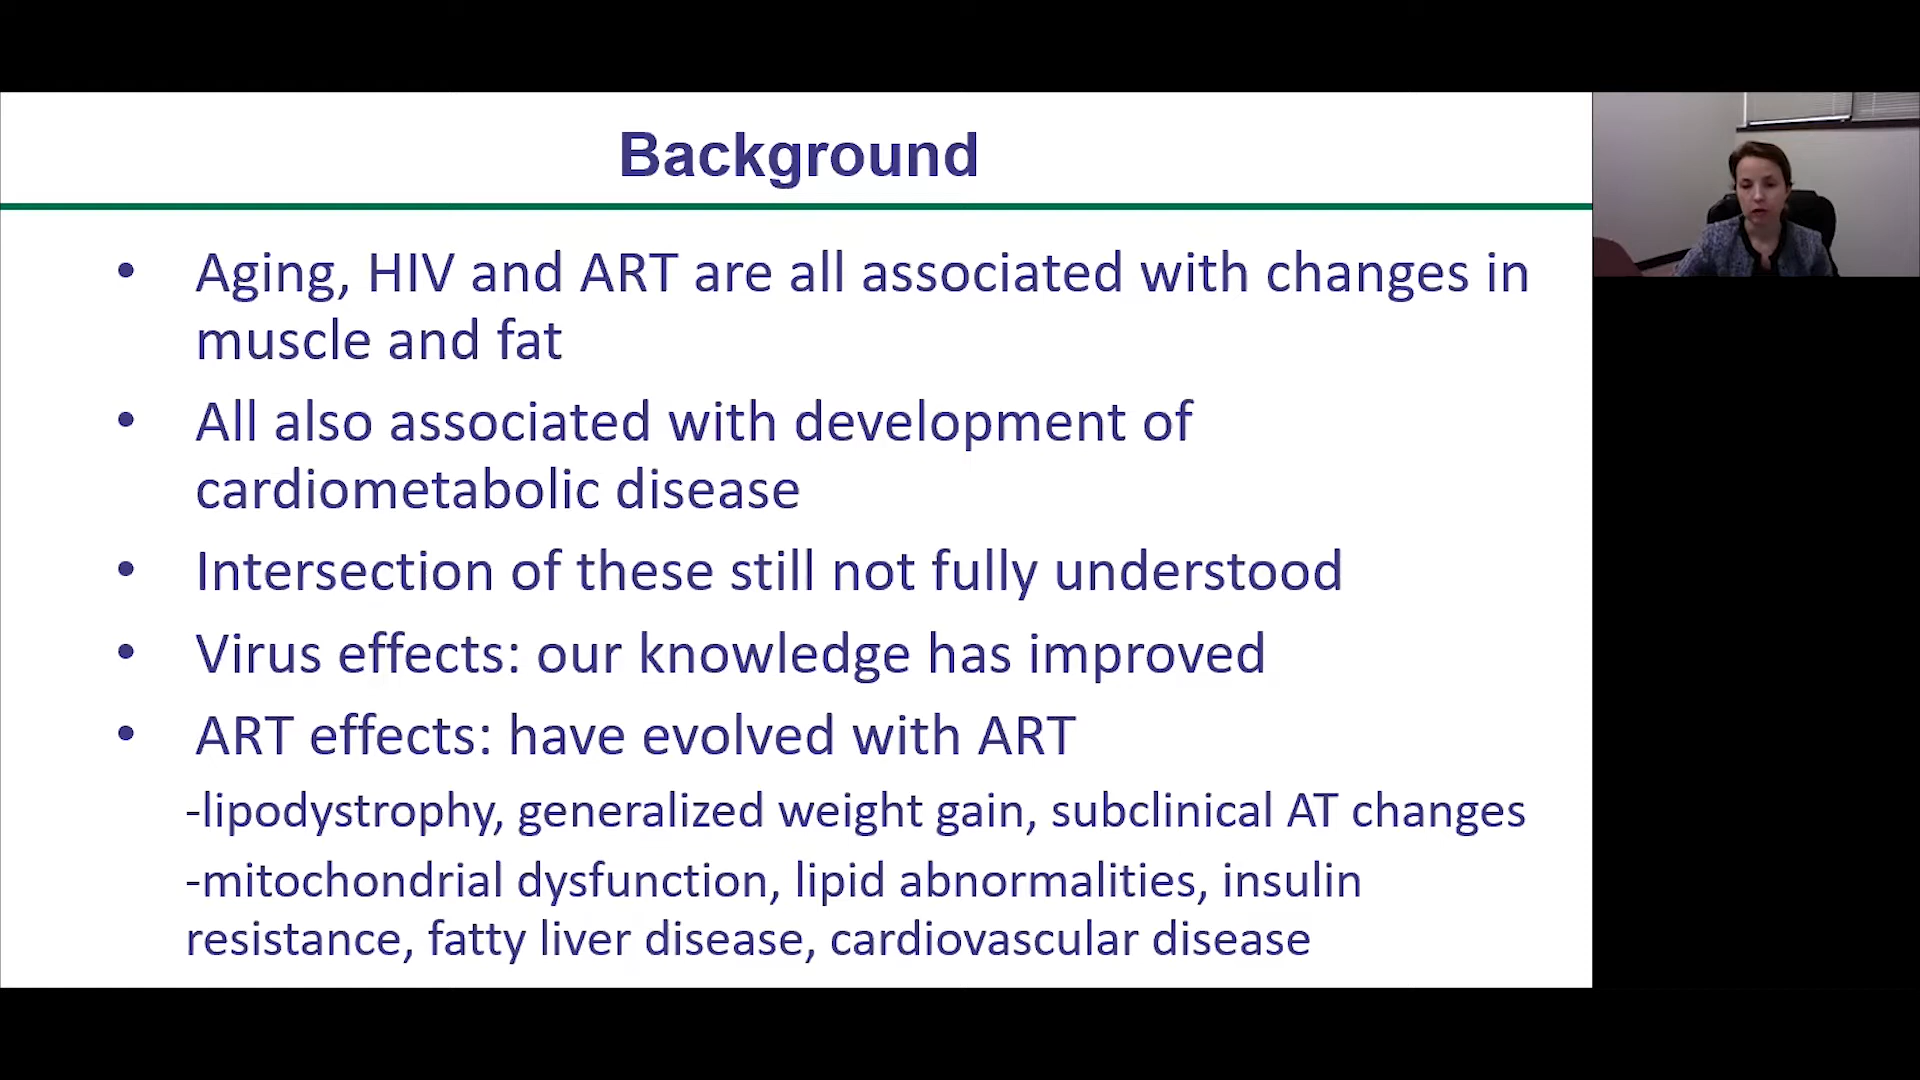 Background
• Aging, HIV and ART are all associated with changes in
muscle and fat
• All also associated with development of
cardiometabolic disease
• Intersection of these still not fully understood
• Virus effects: our knowledge has improved
• ART effects: have evolved with ART
-lipodystrophy, generalized weight gain, subclinical AT changes
-mitochondrial dysfunction, lipid abnormalities, insulin
resistance, fatty liver disease, cardiovascular disease